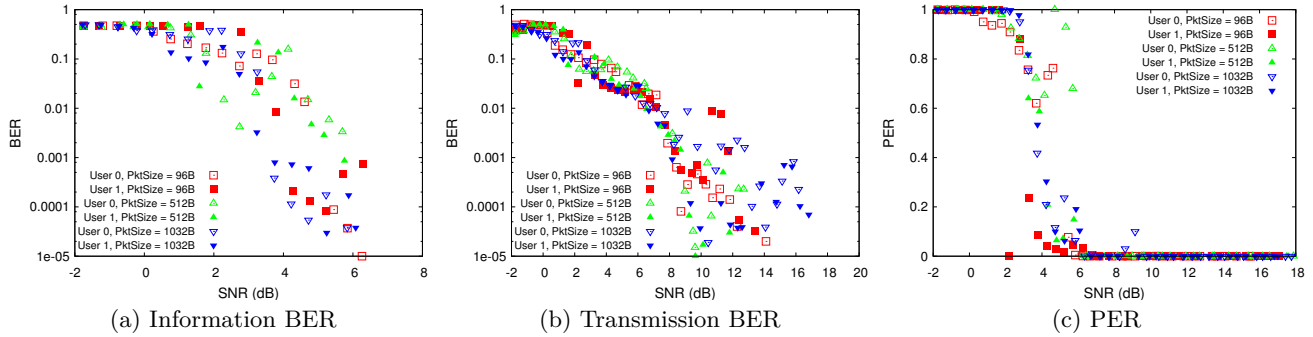 1
0.1
0.01
0.001
0.0001
1e-05
BER
-2
0
2
4
6
8
SNR (dB)
User 0, PktSize = 96B
User 1, PktSize = 96B
User 0, PktSize = 512B
User 1, PktSize = 512B
User 0, PktSize = 1032B
User 1, PktSize = 1032B
(a) Information BER
1
0.1
0.01
0.001
0.0001
1e-05
BER
-2
0
2
4
6
8
10
12
14
16
18
20
SNR (dB)
User 0, PktSize = 96B
User 1, PktSize = 96B
User 0, PktSize = 512B
User 1, PktSize = 512B
User 0, PktSize = 1032B
User 1, PktSize = 1032B
(b) Transmission BER
1
0.8
0.6
0.4
0.2
0
PER
-2
0
2
4
6
8
10
12
14
16
18
SNR (dB)
User 0, PktSize = 96B
User 1, PktSize = 96B
User 0, PktSize = 512B
User 1, PktSize = 512B
User 0, PktSize = 1032B
User 1, PktSize = 1032B
(c) PER